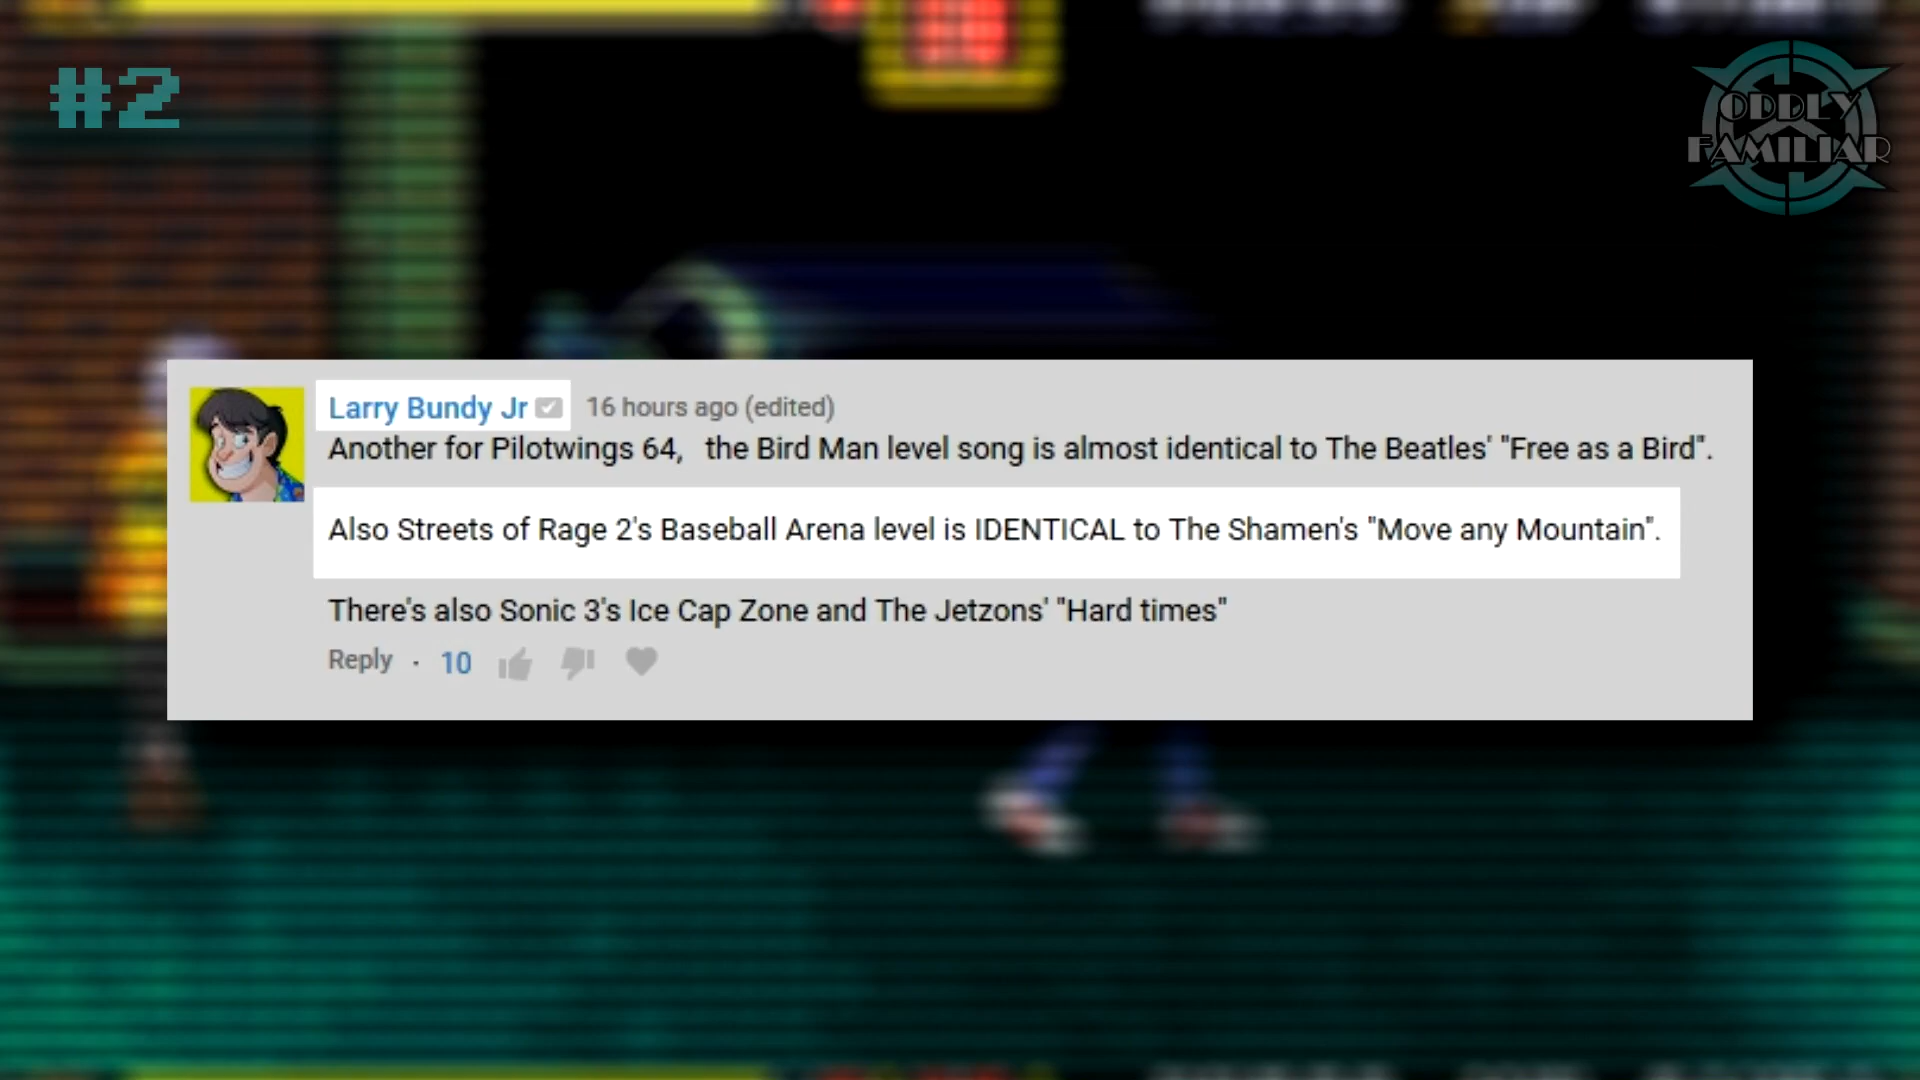 #2
ODDLY
FAMILIAR
Larry Bundy Jr 16 hours ago (edited)
Another for Pilotwings 64, the Bird Man level song is almost identical to The Beatles' "Free as a Bird".
Also Streets of Rage 2's Baseball Arena level is IDENTICAL to The Shamen's "Move any Mountain".
There's also Sonic 3's Ice Cap Zone and The Jetzons' "Hard times"
Reply · 10